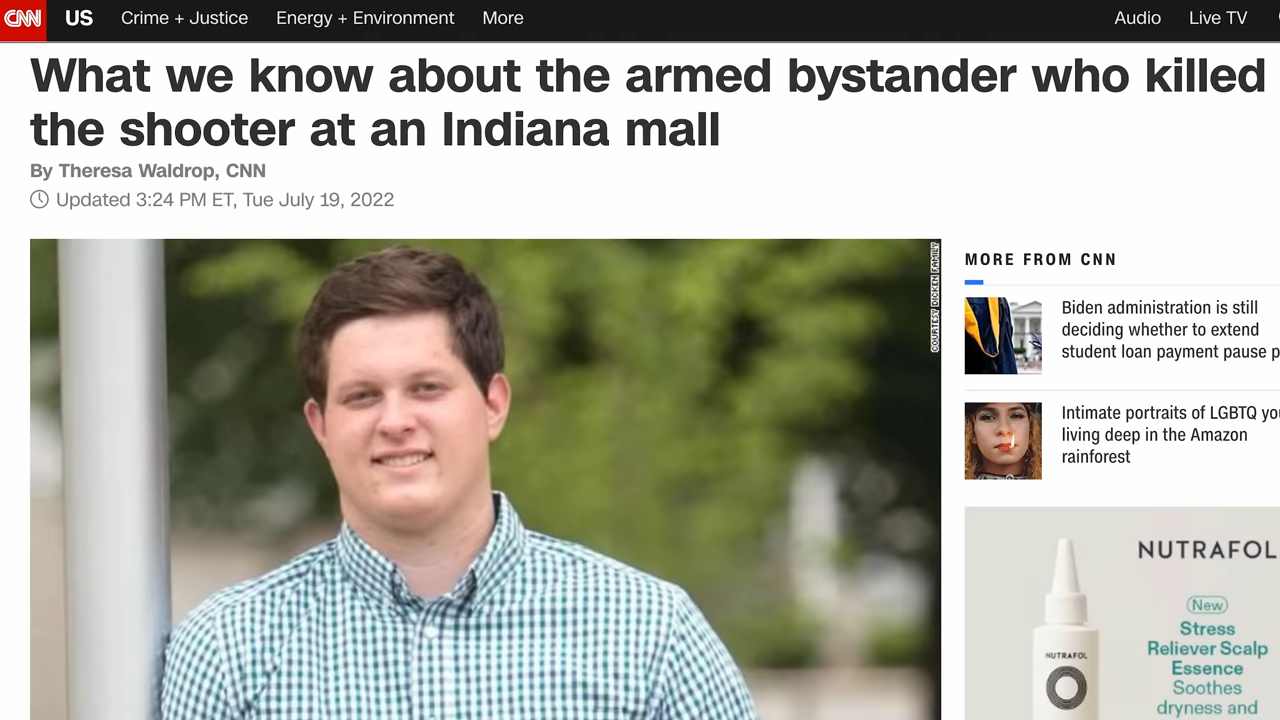 CNN US Crime + Justice Energy + Environment More Audio Live TV
What we know about the armed bystander who killed
the shooter at an Indiana mall
By Theresa Waldrop, CNN
Updated 3:24 PM ET, Tue July 19, 2022
COURTESY DICKEN FAMILY
MORE FROM CNN
Biden administration is still
deciding whether to extend
student loan payment pause p
Intimate portraits of LGBTQ yo
living deep in the Amazon
rainforest
NUTRAFOL
New
Stress
Reliever Scalp
Essence
Soothes
dryness and
NUTRAFOL